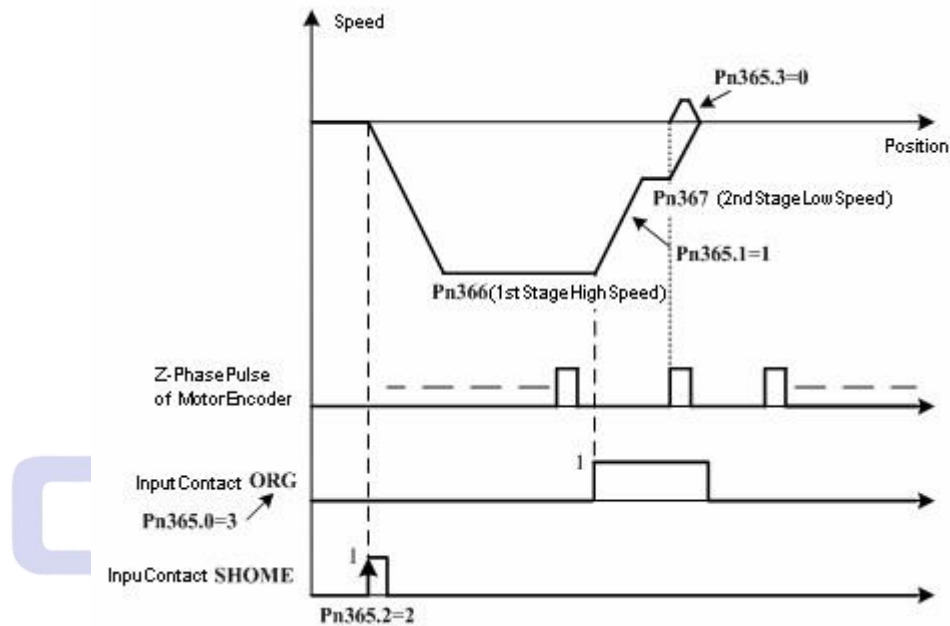 Speed
Pn365.3=0
Position
Pn367 (2nd Stage Low Speed)
Pn365.1=1
Pn366(1st Stage High Speed)
Z-Phase Pulse
of Motor Encoder
1
Input Contact ORG
Pn365.0=3
1
Inpu Contact SHOME
Pn365.2=2